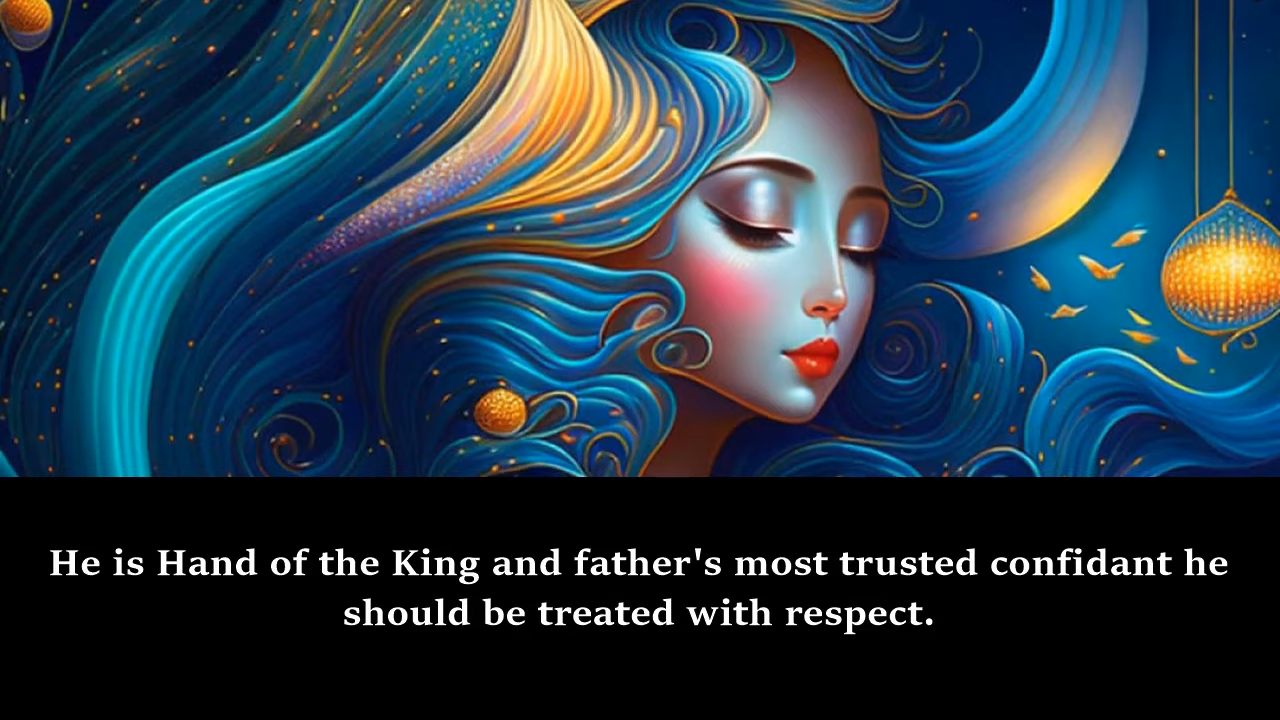 He is Hand of the King and father's most trusted confidant he
should be treated with respect.